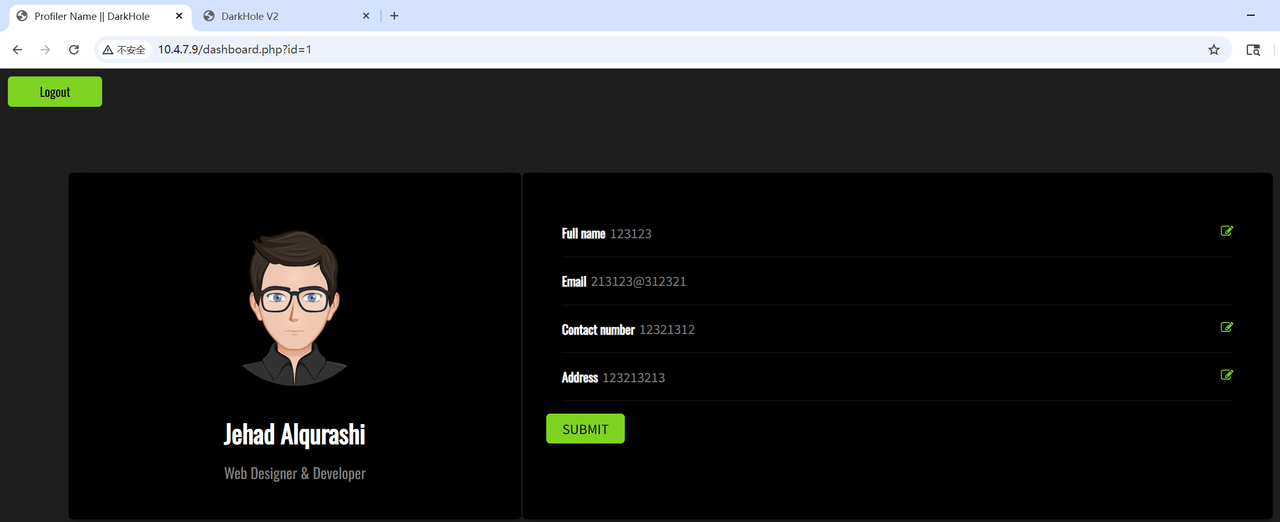 Profiler Name || DarkHole
DarkHole V2
不安全
10.4.7.9/dashboard.php?id=1
Logout
Full name 123123
Email 213123@312321
Contact number 12321312
Address 123213213
SUBMIT
Jehad Alqurashi
Web Designer & Developer